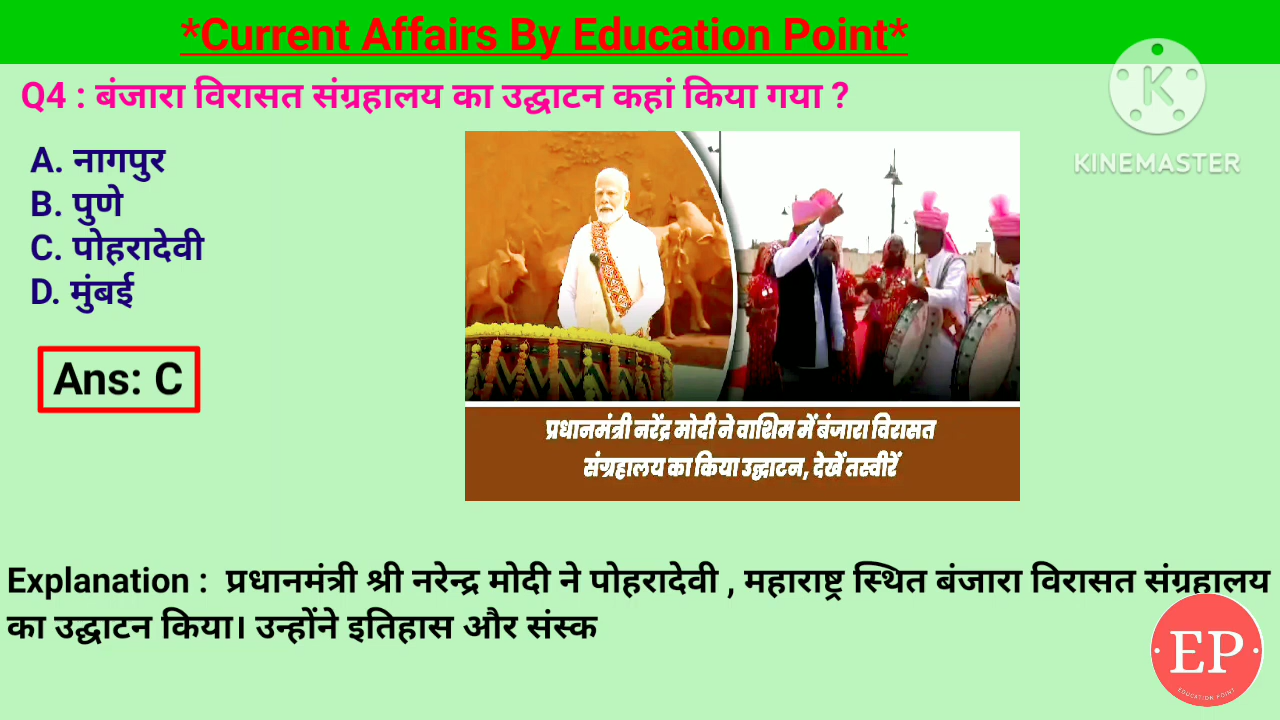 *Current Affairs By Education Point*
Q4 : बंजारा विरासत संग्रहालय का उद्घाटन कहां किया गया ?
A. नागपुर
B. पुणे
C. पोहरादेवी
D. मुंबई
Ans: C
K
KINEMASTER
प्रधानमंत्री नरेंद्र मोदी ने वाशिम में बंजारा विरासत
संग्रहालय का किया उद्घाटन, देखें तस्वीरें
Explanation : प्रधानमंत्री श्री नरेन्द्र मोदी ने पोहरादेवी , महाराष्ट्र स्थित बंजारा विरासत संग्रहालय
का उद्घाटन किया। उन्होंने इतिहास और संस्क
EP
EDUCATION POINT